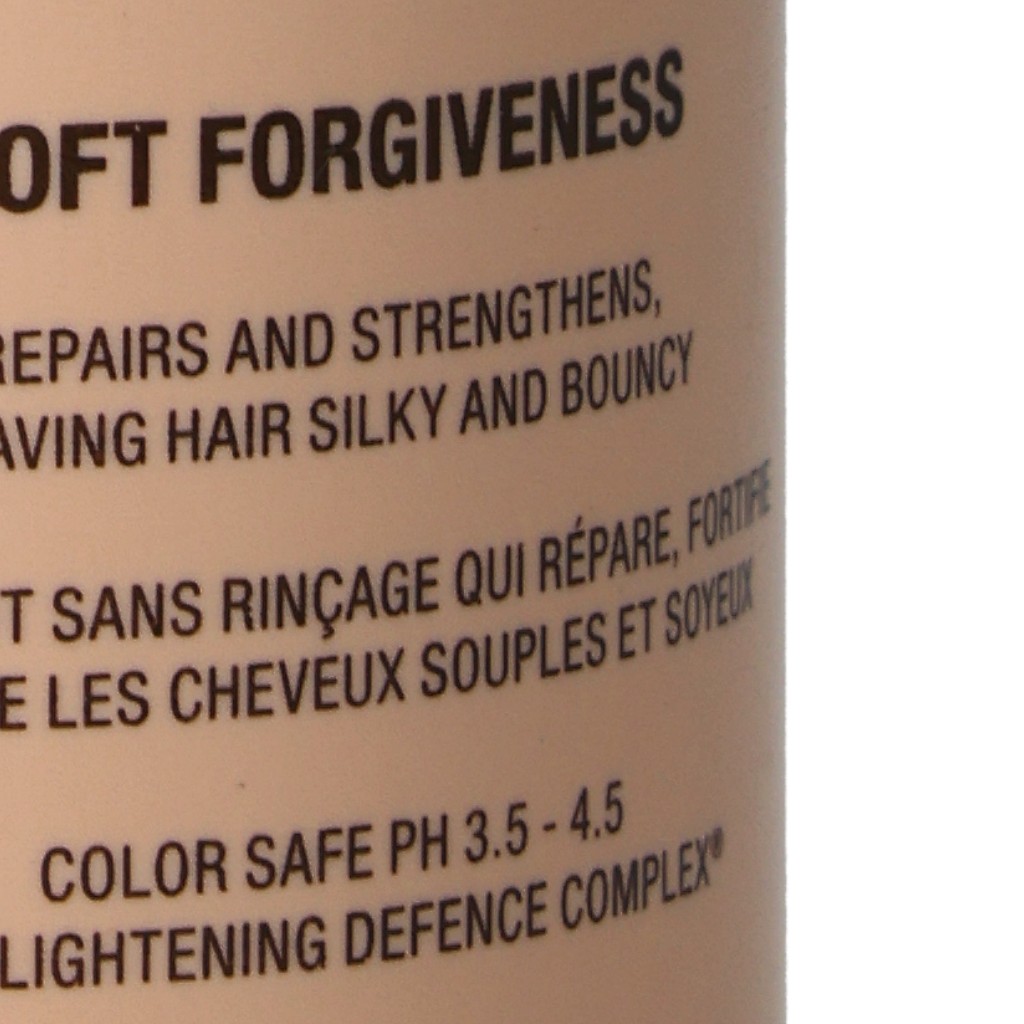 OFT FORGIVENESS
REPAIRS AND STRENGTHENS,
AVING HAIR SILKY AND BOUNCY
T SANS RINÇAGE QUI RÉPARE, FORTIFIE
E LES CHEVEUX SOUPLES ET SOYEUX
COLOR SAFE PH 3.5 - 4.5
LIGHTENING DEFENCE COMPLEX®